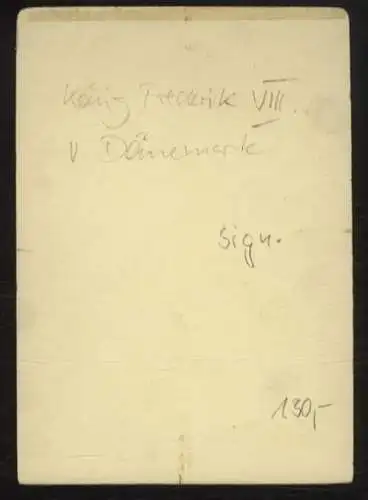 König Frederik VIII.
v Dänemark
sign.
130,-